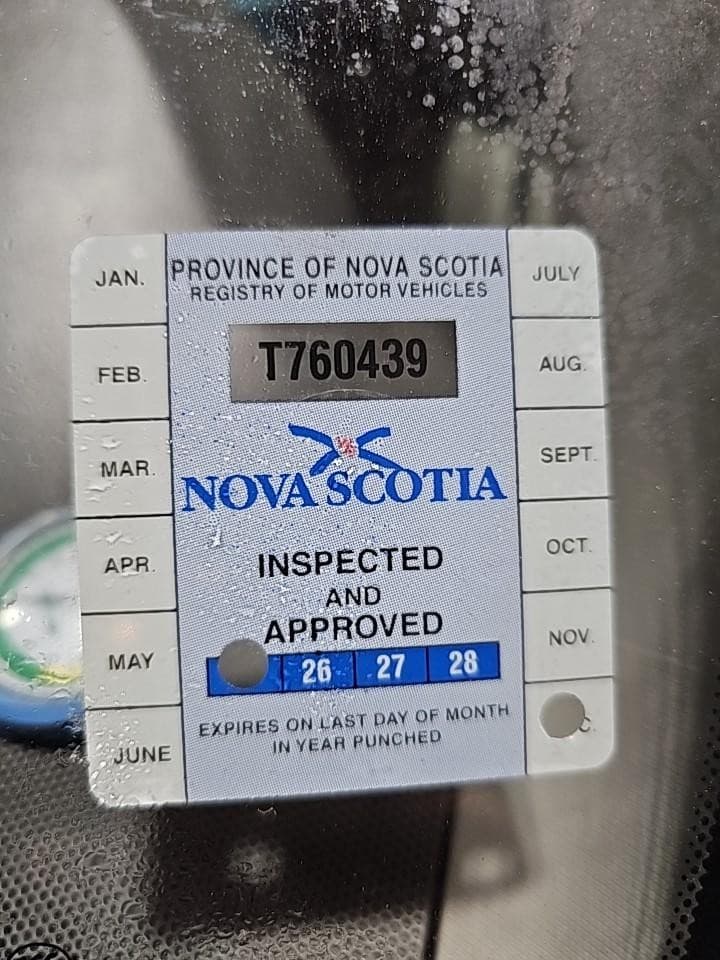 PROVINCE OF NOVA SCOTIA
REGISTRY OF MOTOR VEHICLES
T760439
NOVA SCOTIA
INSPECTED
AND
APPROVED
26 27 28
EXPIRES ON LAST DAY OF MONTH
IN YEAR PUNCHED
JAN.
FEB.
MAR.
APR.
MAY
JUNE
JULY
AUG.
SEPT.
OCT.
NOV.
C.